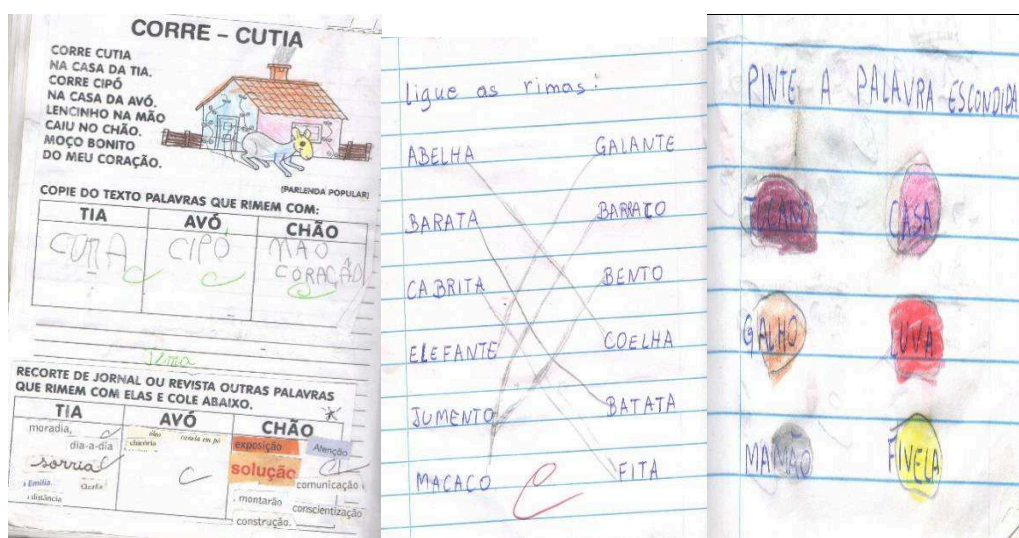 CORRE – CUTIA
CORRE CUTIA
NA CASA DA TIA.
CORRE CIPÓ
NA CASA DA AVÓ.
LENCINHO NA MÃO
CAIU NO CHÃO.
MOÇO BONITO
DO MEU CORAÇÃO.
(PARLENDA POPULAR)
COPIE DO TEXTO PALAVRAS QUE RIMEM COM:
TIA AVÓ CHÃO
CIPÓ MÃO
CORAÇÃO
RECORTE DE JORNAL OU REVISTA OUTRAS PALAVRAS
QUE RIMEM COM ELAS E COLE ABAIXO.
TIA AVÓ CHÃO
moradia, exposição Atenção
dia-a-dia solução
sorria comunicação
Emília montarão
distância conscientização
construção.
ligue as rimas:
ABELHA GALANTE
BARATA BARRACO
CABRITA BENTO
ELEFANTE COELHA
JUMENTO BATATA
MACACO FITA
PINTE A PALAVRA ESCONDIDA
TUCANO CASA
GALHO LUVA
MAMÃO FIVELA